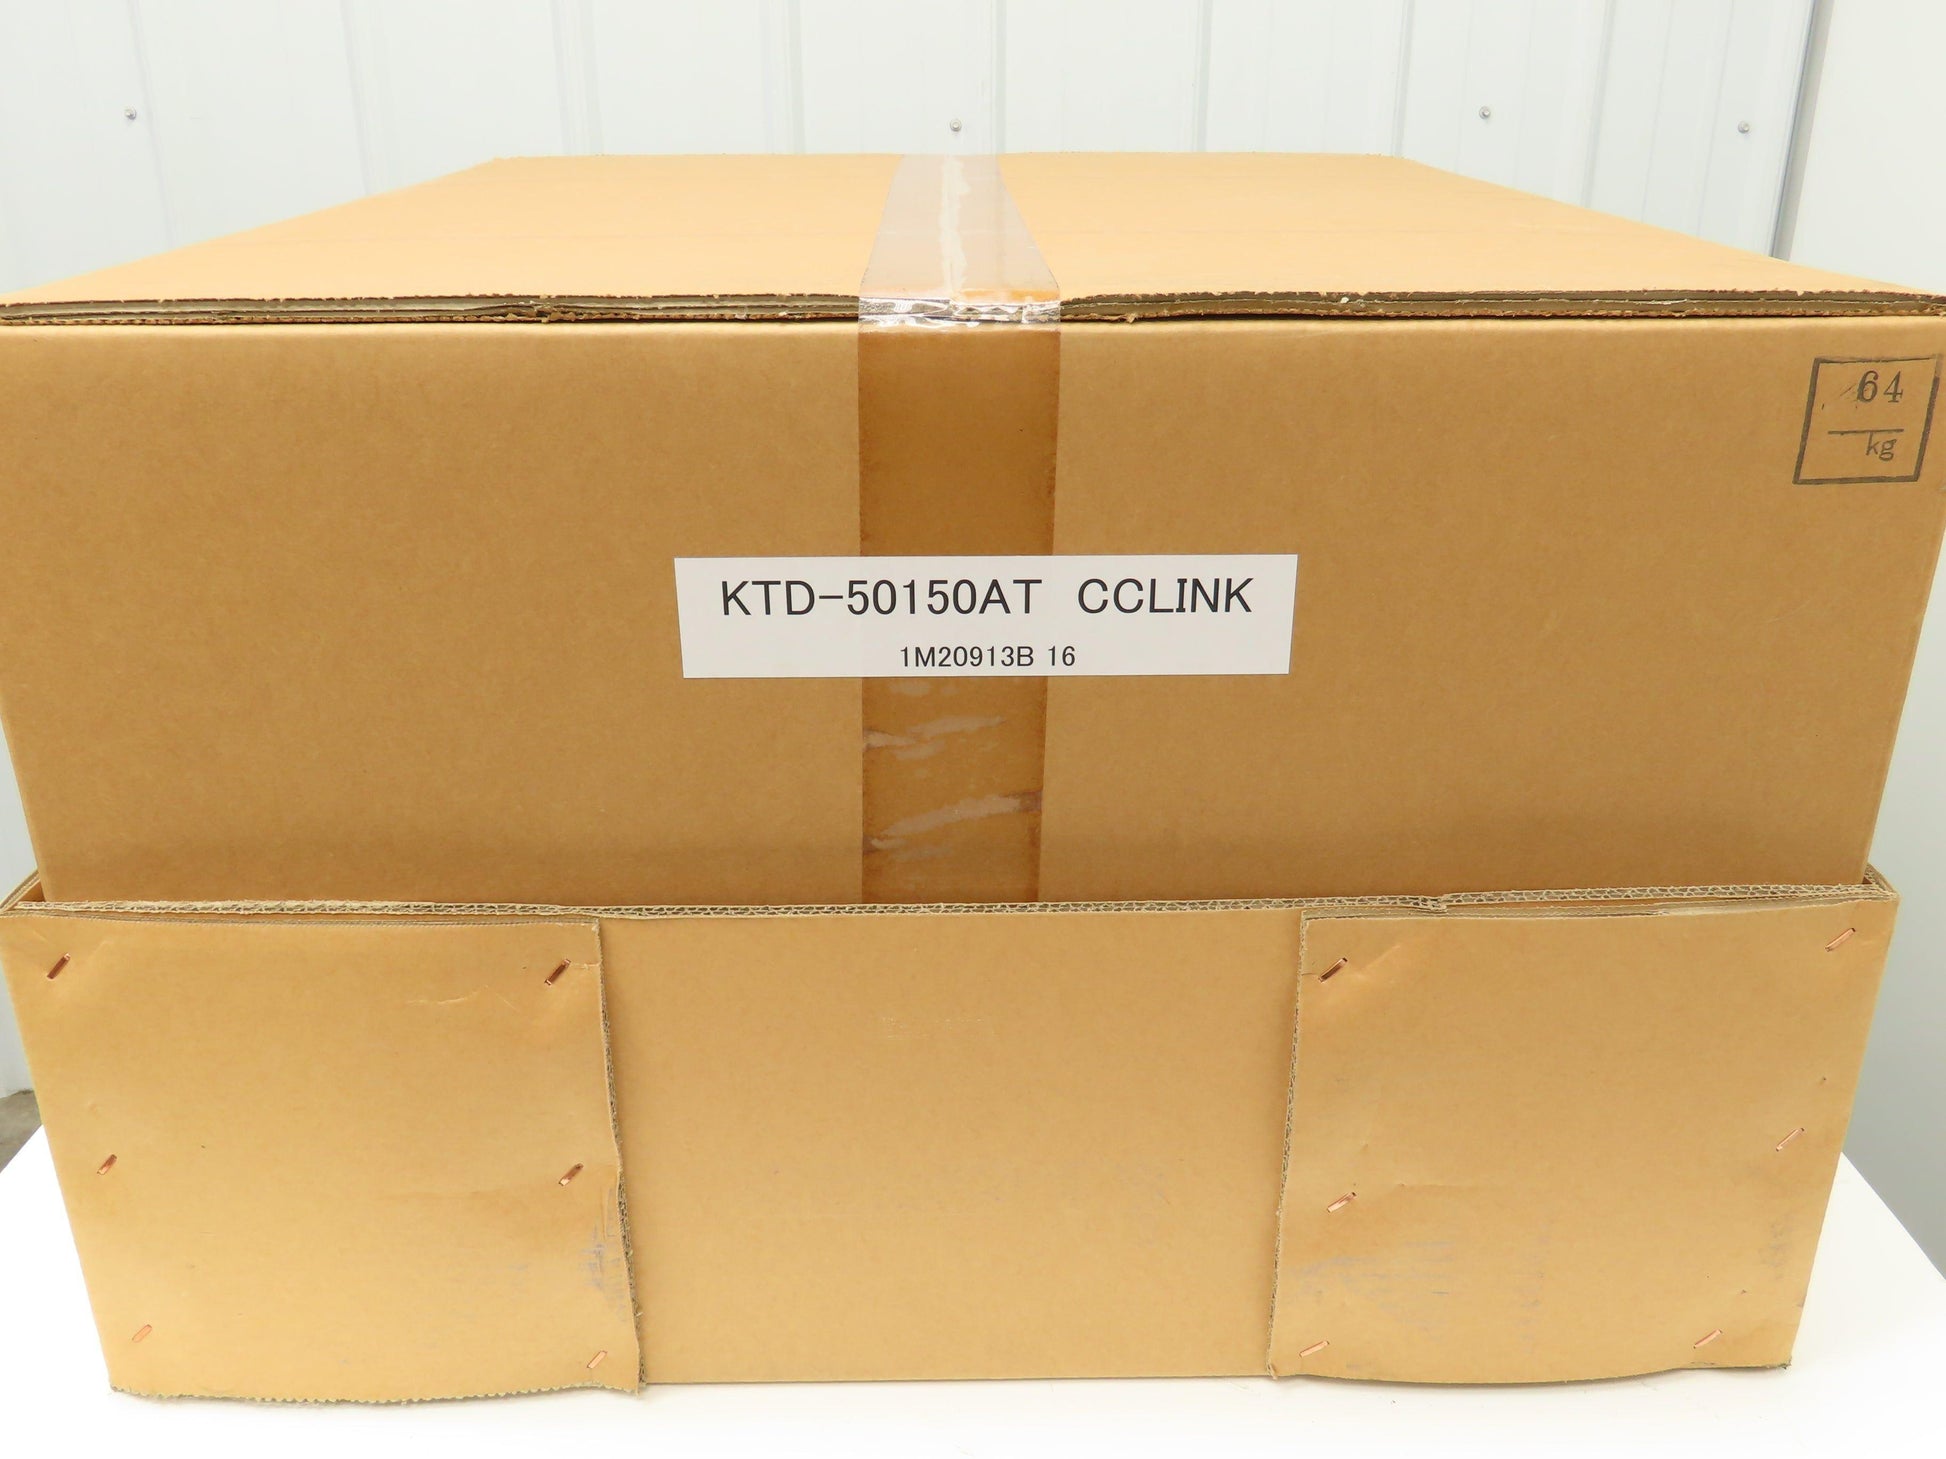 64
kg
KTD-50150AT CCLINK
1M20913B 16